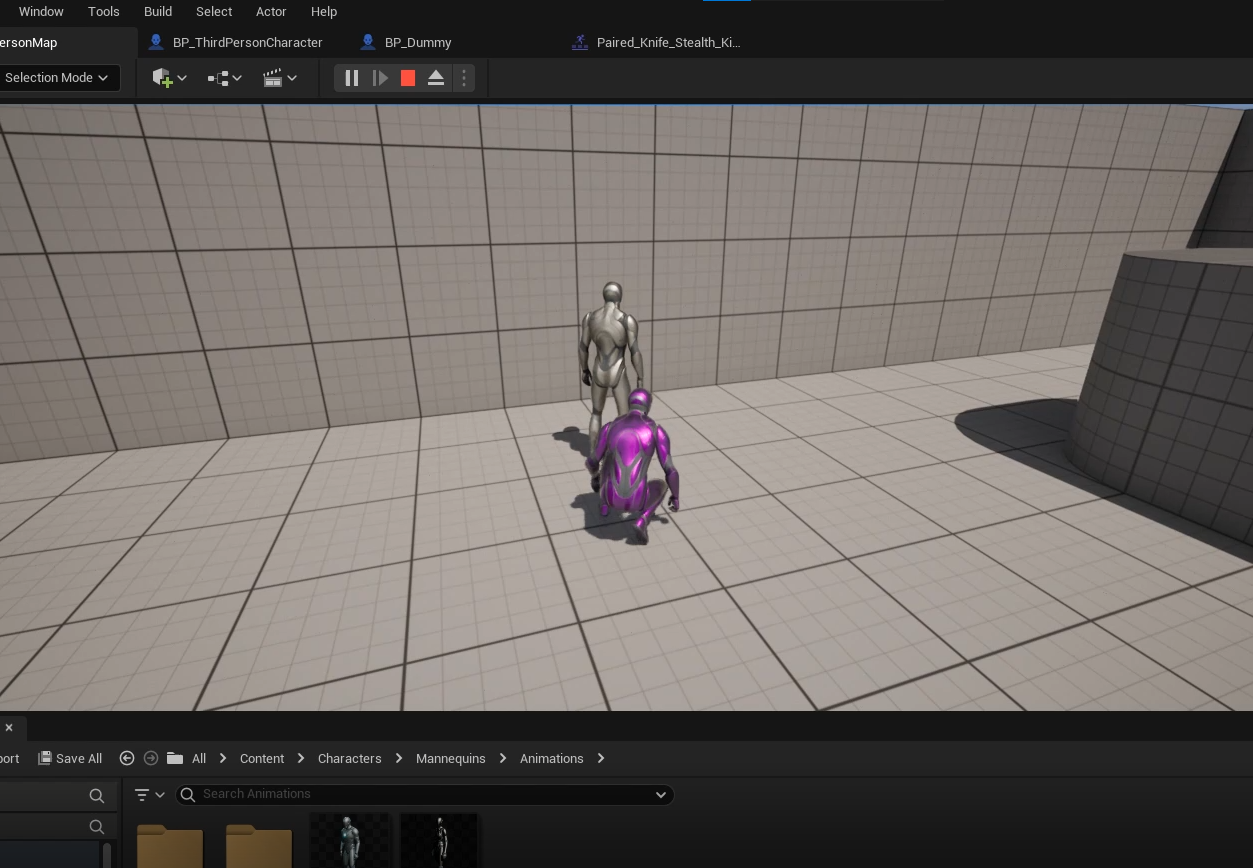 Window Tools Build Select Actor Help
ersonMap BP_ThirdPersonCharacter BP_Dummy Paired_Knife_Stealth_Ki...
Selection Mode
port Save All All Content Characters Mannequins Animations
Search Animations